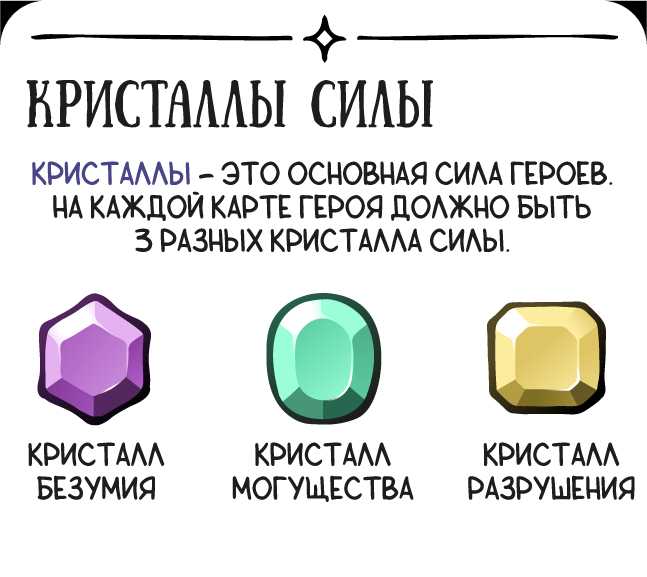 КРИСТАЛЛЫ СИЛЫ
КРИСТАЛЛЫ – ЭТО ОСНОВНАЯ СИЛА ГЕРОЕВ.
НА КАЖДОЙ КАРТЕ ГЕРОЯ ДОЛЖНО БЫТЬ
3 РАЗНЫХ КРИСТАЛЛА СИЛЫ.
КРИСТАЛЛ БЕЗУМИЯ
КРИСТАЛЛ МОГУЩЕСТВА
КРИСТАЛЛ РАЗРУШЕНИЯ